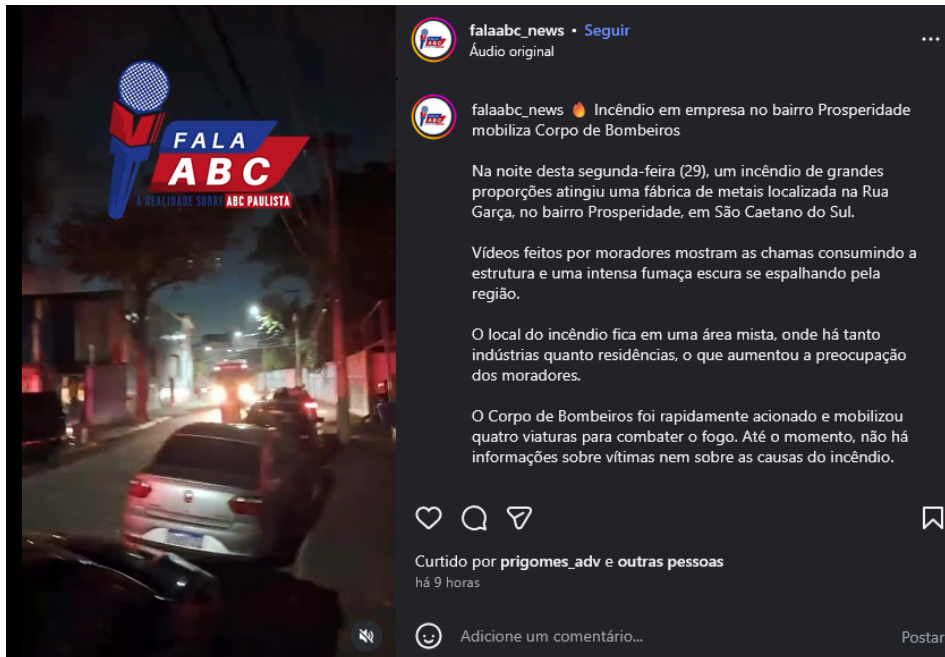 FALA
ABC
A REALIDADE SOBRE ABC PAULISTA
falaabc_news • Seguir
Áudio original
falaabc_news 🔥 Incêndio em empresa no bairro Prosperidade
mobiliza Corpo de Bombeiros
Na noite desta segunda-feira (29), um incêndio de grandes
proporções atingiu uma fábrica de metais localizada na Rua
Garça, no bairro Prosperidade, em São Caetano do Sul.
Vídeos feitos por moradores mostram as chamas consumindo a
estrutura e uma intensa fumaça escura se espalhando pela
região.
O local do incêndio fica em uma área mista, onde há tanto
indústrias quanto residências, o que aumentou a preocupação
dos moradores.
O Corpo de Bombeiros foi rapidamente acionado e mobilizou
quatro viaturas para combater o fogo. Até o momento, não há
informações sobre vítimas nem sobre as causas do incêndio.
Curtido por prigomes_adv e outras pessoas
há 9 horas
Adicione um comentário...
Postar